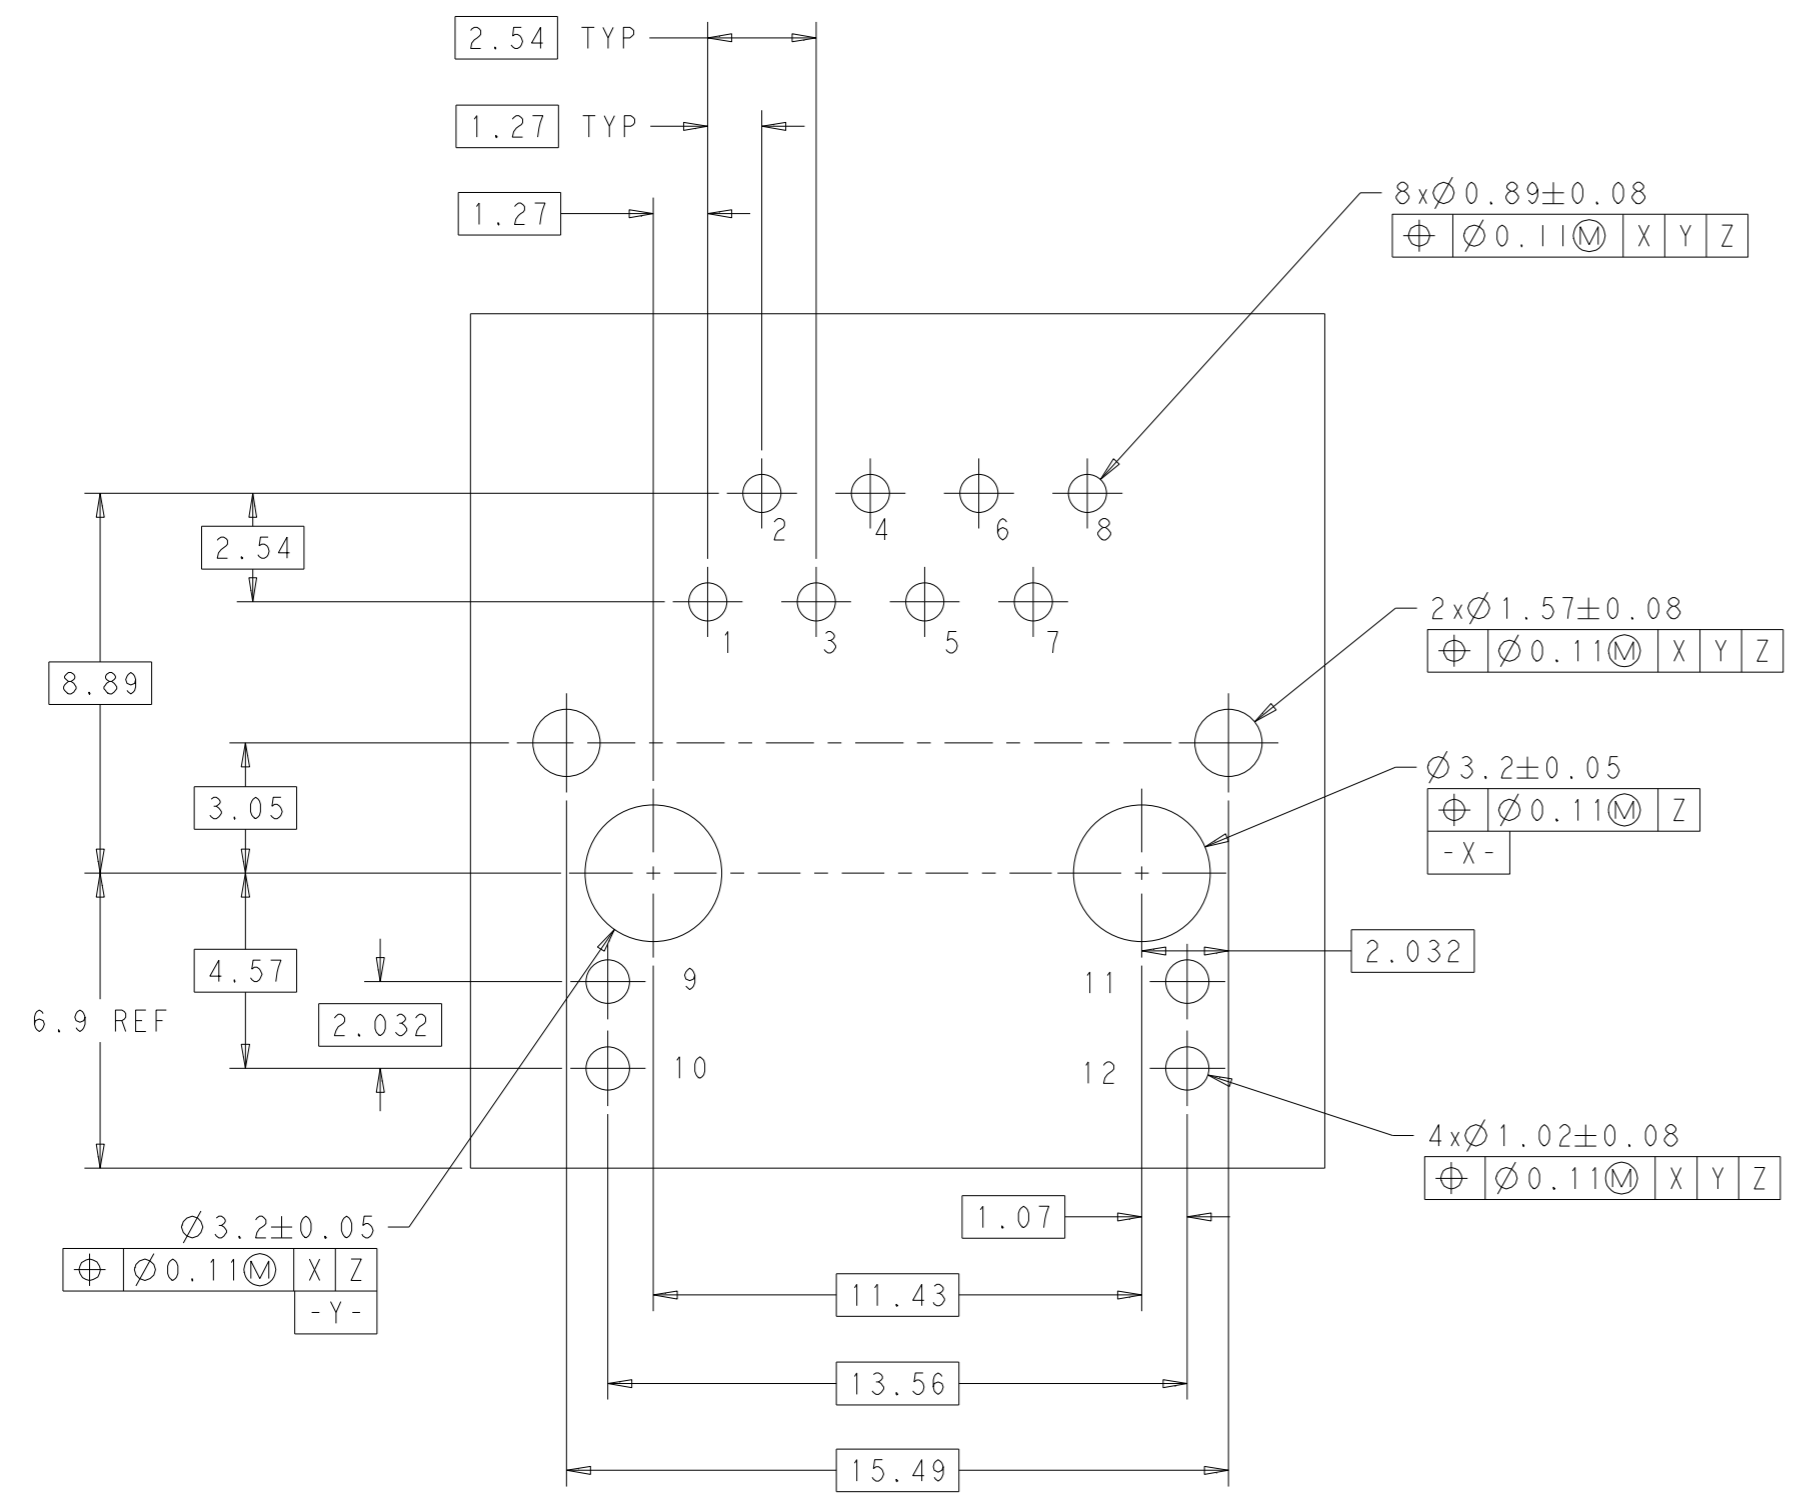 2.54 TYP
1.27 TYP
1.27
8xØ0.89±0.08
⌖ Ø0.11Ⓜ X Y Z
2 4 6 8
2.54
1 3 5 7
2xØ1.57±0.08
⌖ Ø0.11Ⓜ X Y Z
8.89
3.05
Ø3.2±0.05
⌖ Ø0.11Ⓜ Z
-X-
2.032
4.57
9 11
6.9 REF
2.032
10 12
4xØ1.02±0.08
⌖ Ø0.11Ⓜ X Y Z
1.07
Ø3.2±0.05
⌖ Ø0.11Ⓜ X Z
-Y-
11.43
13.56
15.49